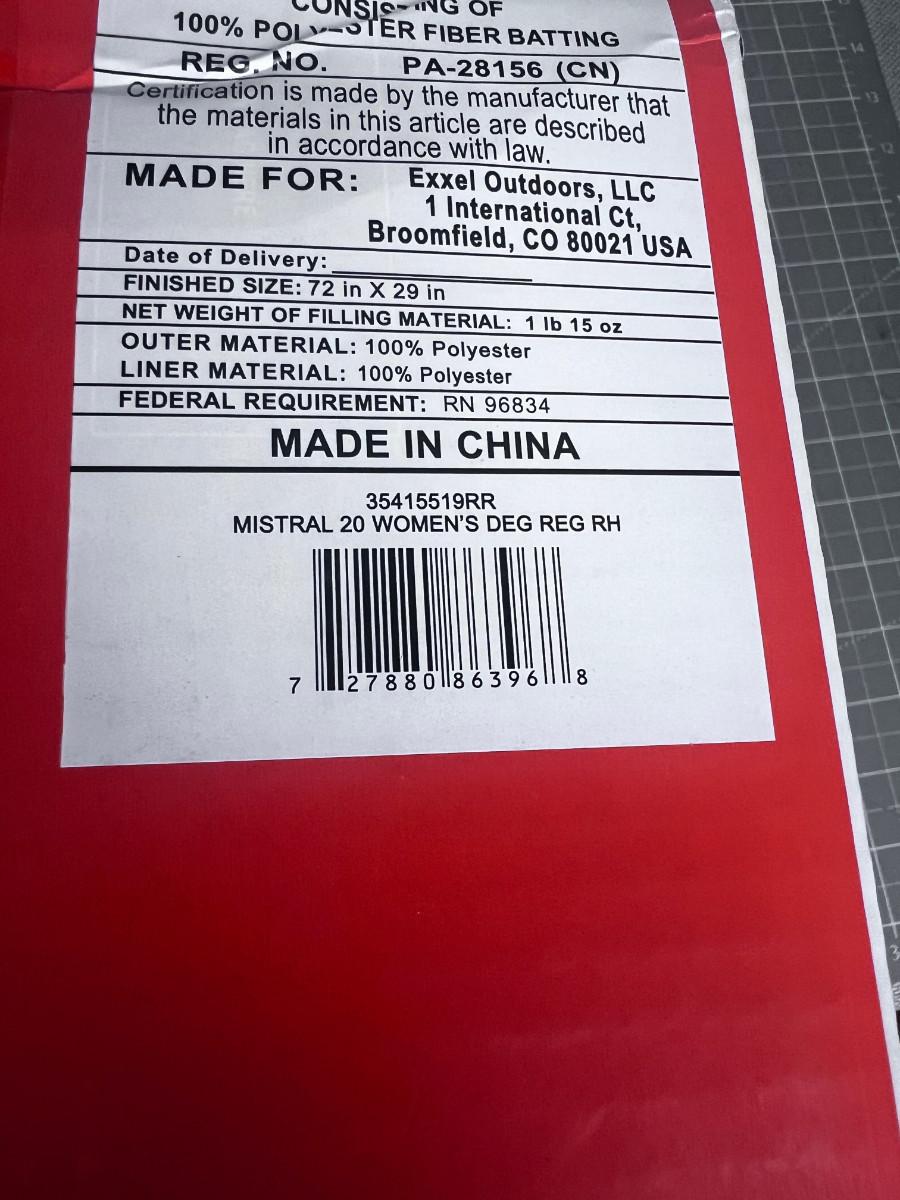 OF
100% FIBER BATTING
REG. NO. PA-28156 (CN)
Certification is made by the manufacturer that
the materials in this article are described
in accordance with law.
MADE FOR: Exxel Outdoors, LLC
1 International Ct,
Broomfield, CO 80021 USA
Date of Delivery:
FINISHED SIZE: 72 in X 29 in
NET WEIGHT OF FILLING MATERIAL: 1 lb 15 oz
OUTER MATERIAL: 100% Polyester
LINER MATERIAL: 100% Polyester
FEDERAL REQUIREMENT: RN 96834
MADE IN CHINA
35415519RR
MISTRAL 20 WOMEN'S DEG REG RH
7 27880 86396 8
14
13
12